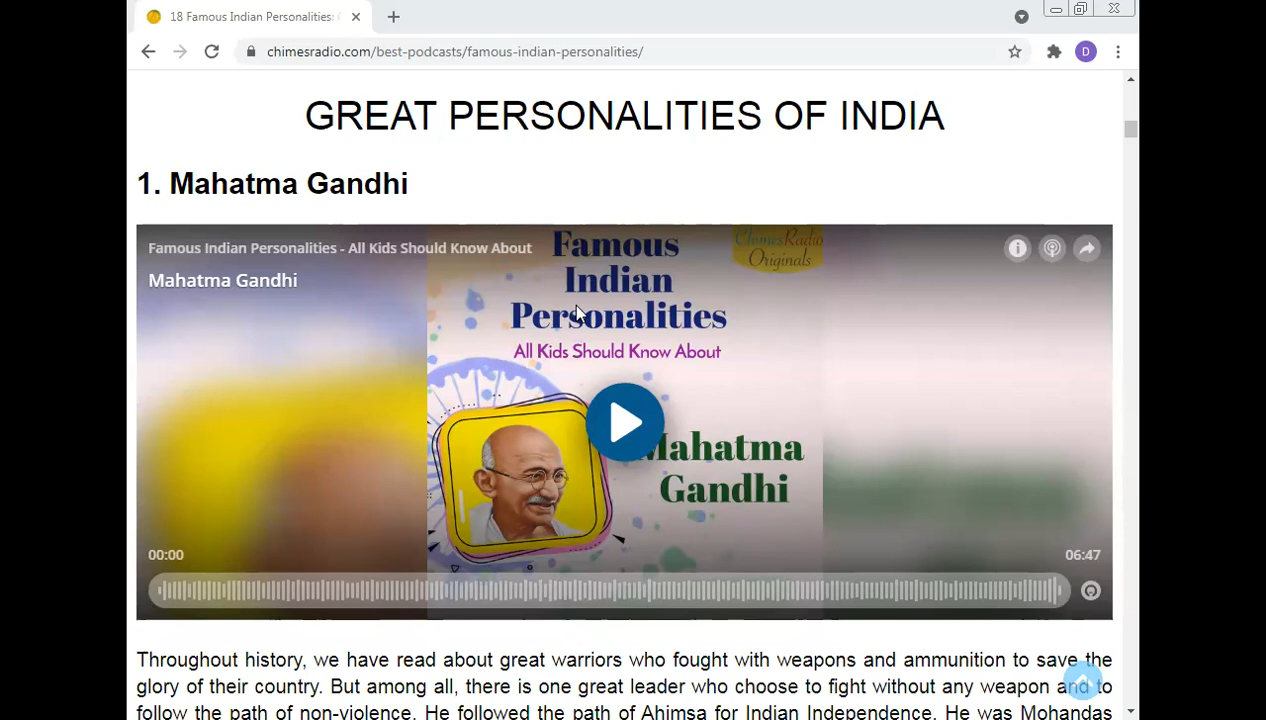 18 Famous Indian Personalities:
chimesradio.com/best-podcasts/famous-indian-personalities/
D
GREAT PERSONALITIES OF INDIA
1. Mahatma Gandhi
Famous Indian Personalities - All Kids Should Know About
Mahatma Gandhi
Famous
Indian
Personalities
All Kids Should Know About
ChimesRadio
Originals
Mahatma
Gandhi
00:00
06:47
Throughout history, we have read about great warriors who fought with weapons and ammunition to save the
glory of their country. But among all, there is one great leader who choose to fight without any weapon and to
follow the path of non-violence. He followed the path of Ahimsa for Indian Independence. He was Mohandas